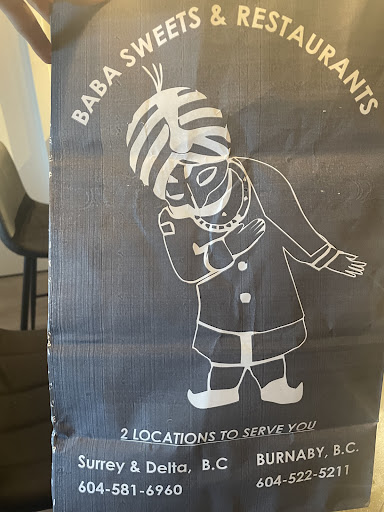 BABA SWEETS & RESTAURANTS
2 LOCATIONS TO SERVE YOU
Surrey & Delta, B.C
604-581-6960
BURNABY, B.C.
604-522-5211